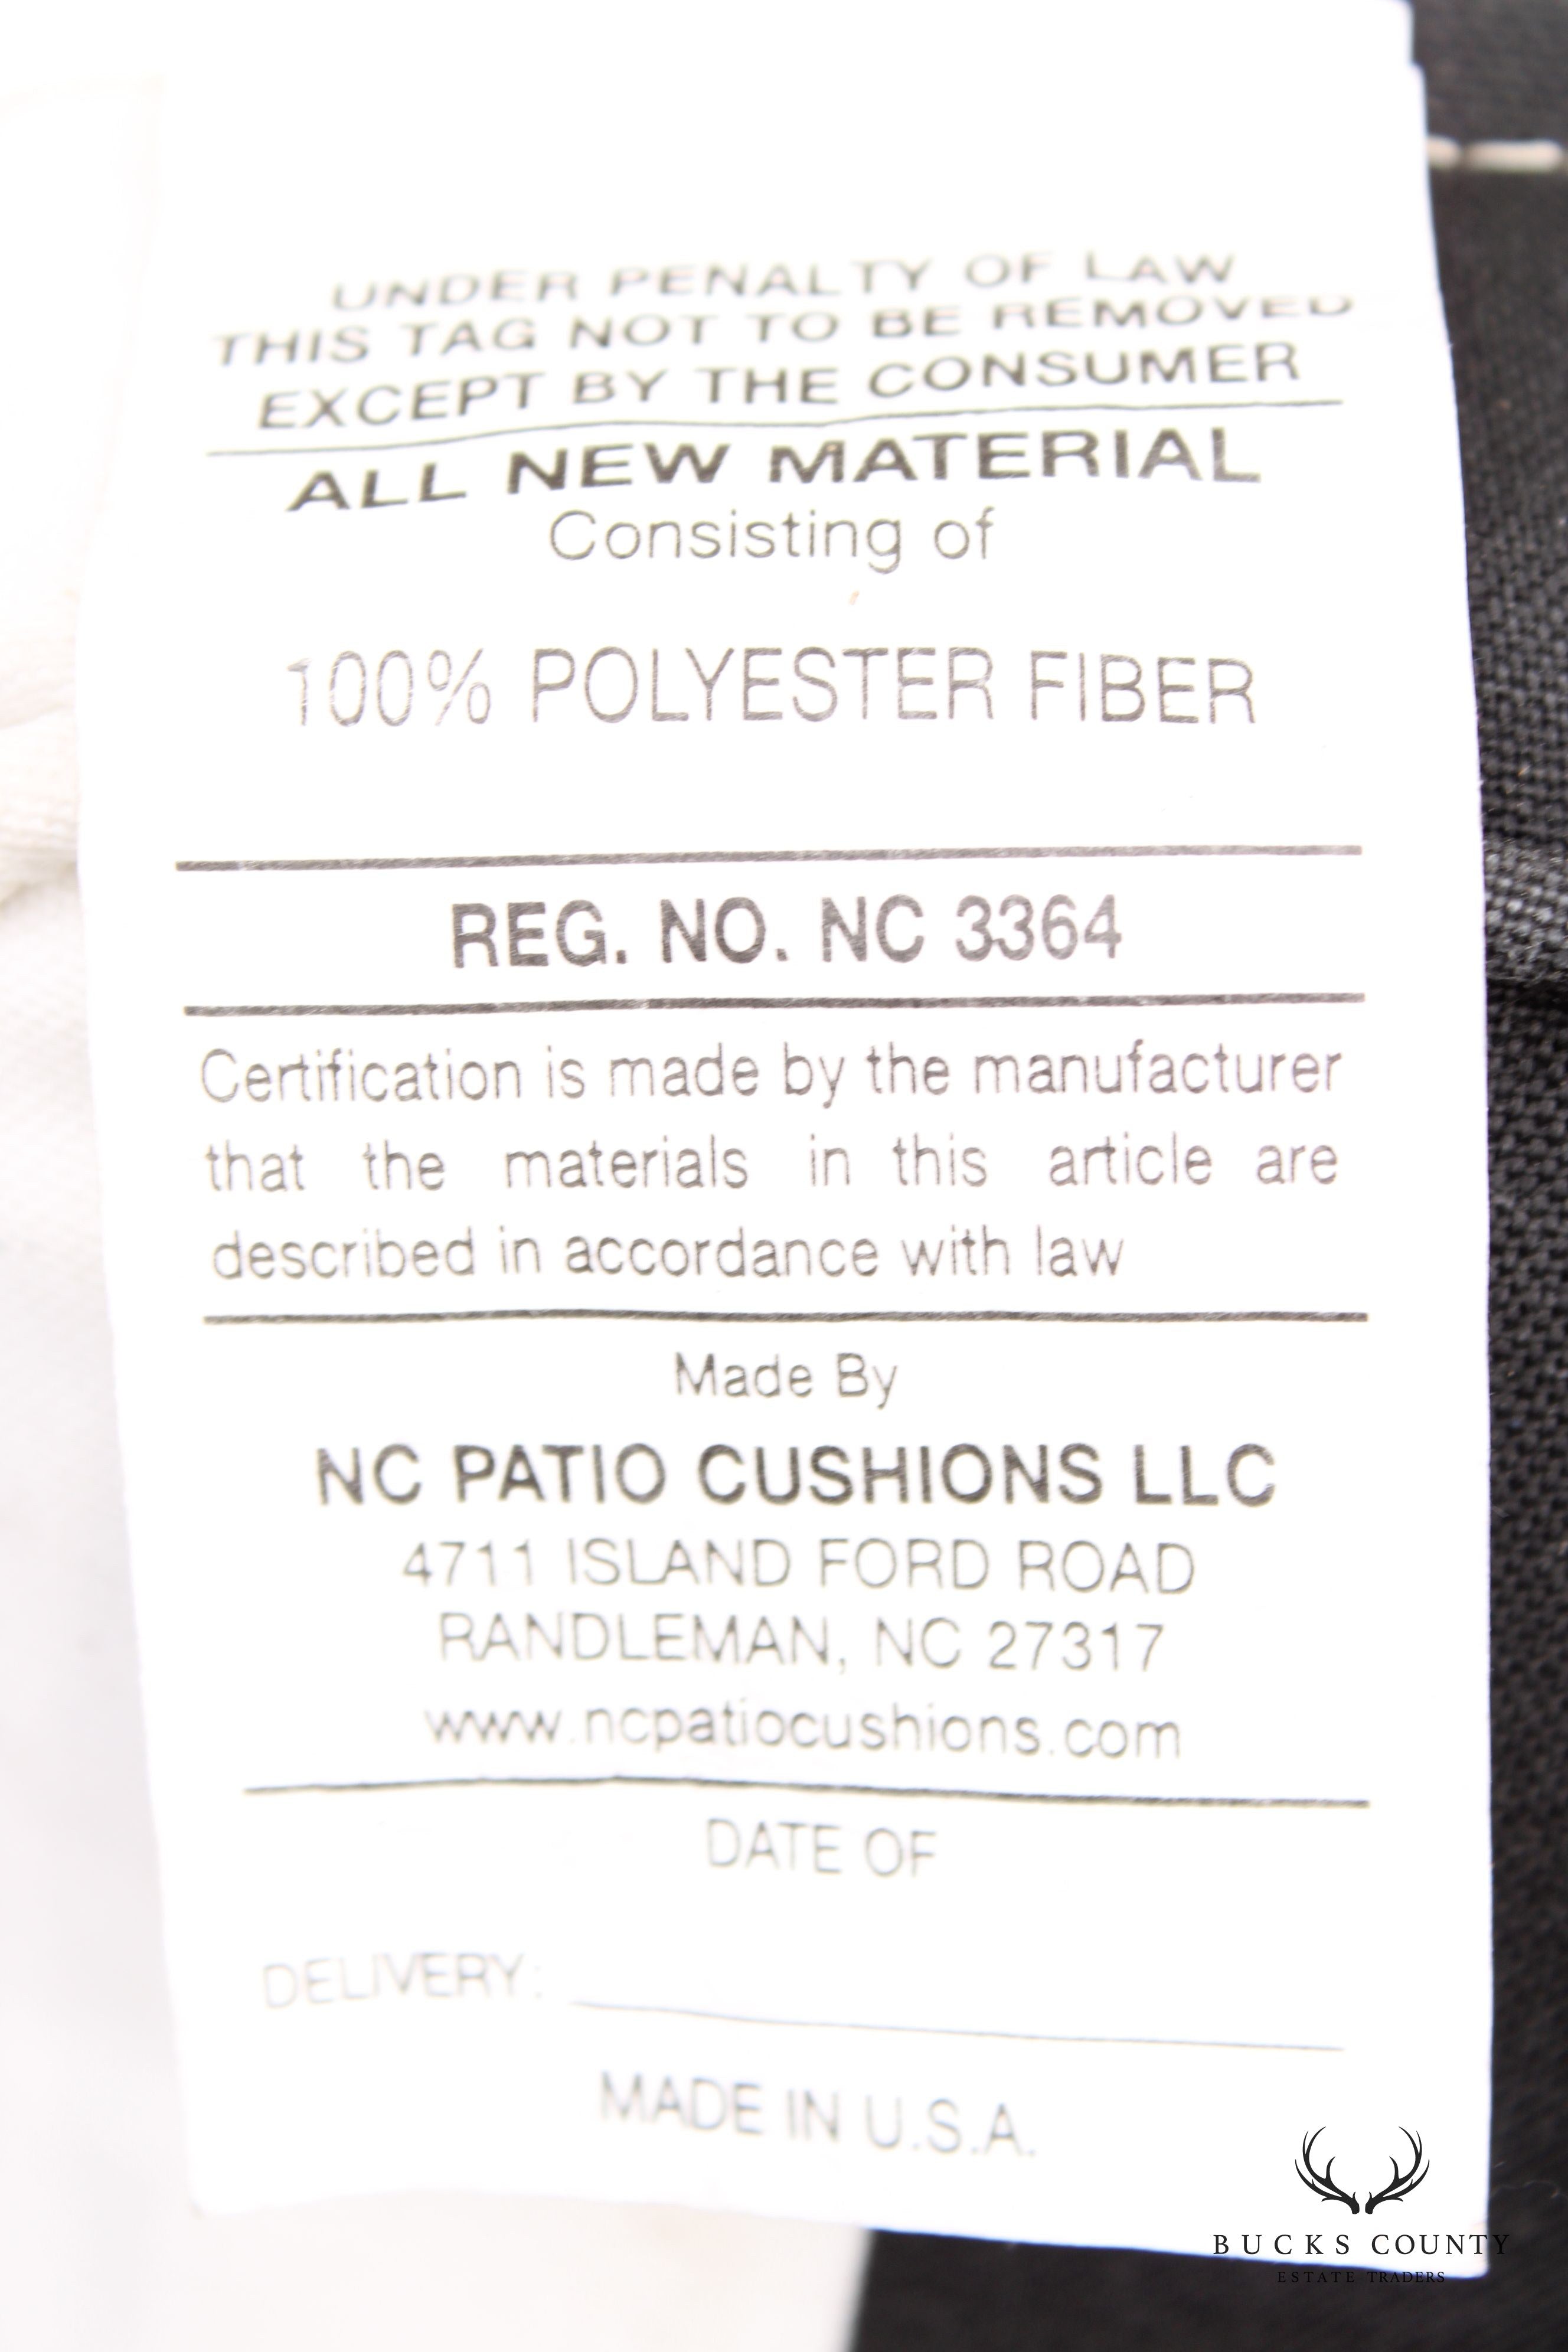 UNDER PENALTY OF LAW
THIS TAG NOT TO BE REMOVED
EXCEPT BY THE CONSUMER
ALL NEW MATERIAL
Consisting of
100% POLYESTER FIBER
REG. NO. NC 3364
Certification is made by the manufacturer
that the materials in this article are
described in accordance with law
Made By
NC PATIO CUSHIONS LLC
4711 ISLAND FORD ROAD
RANDLEMAN, NC 27317
www.ncpatiocushions.com
DATE OF
DELIVERY:
MADE IN U.S.A.
BUCKS COUNTY
ESTATE TRADERS